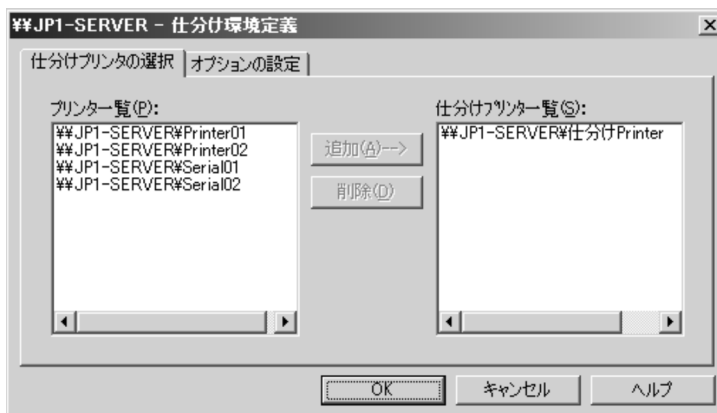 ¥¥JP1-SERVER - 仕分け環境定義
仕分けプリンタの選択 オプションの設定
プリンター覧(P): 仕分けプリンター覧(S):
¥¥JP1-SERVER¥Printer01
¥¥JP1-SERVER¥Printer02
¥¥JP1-SERVER¥Serial01
¥¥JP1-SERVER¥Serial02
追加(A)-->
削除(D)
¥¥JP1-SERVER¥仕分けPrinter
OK キャンセル ヘルプ